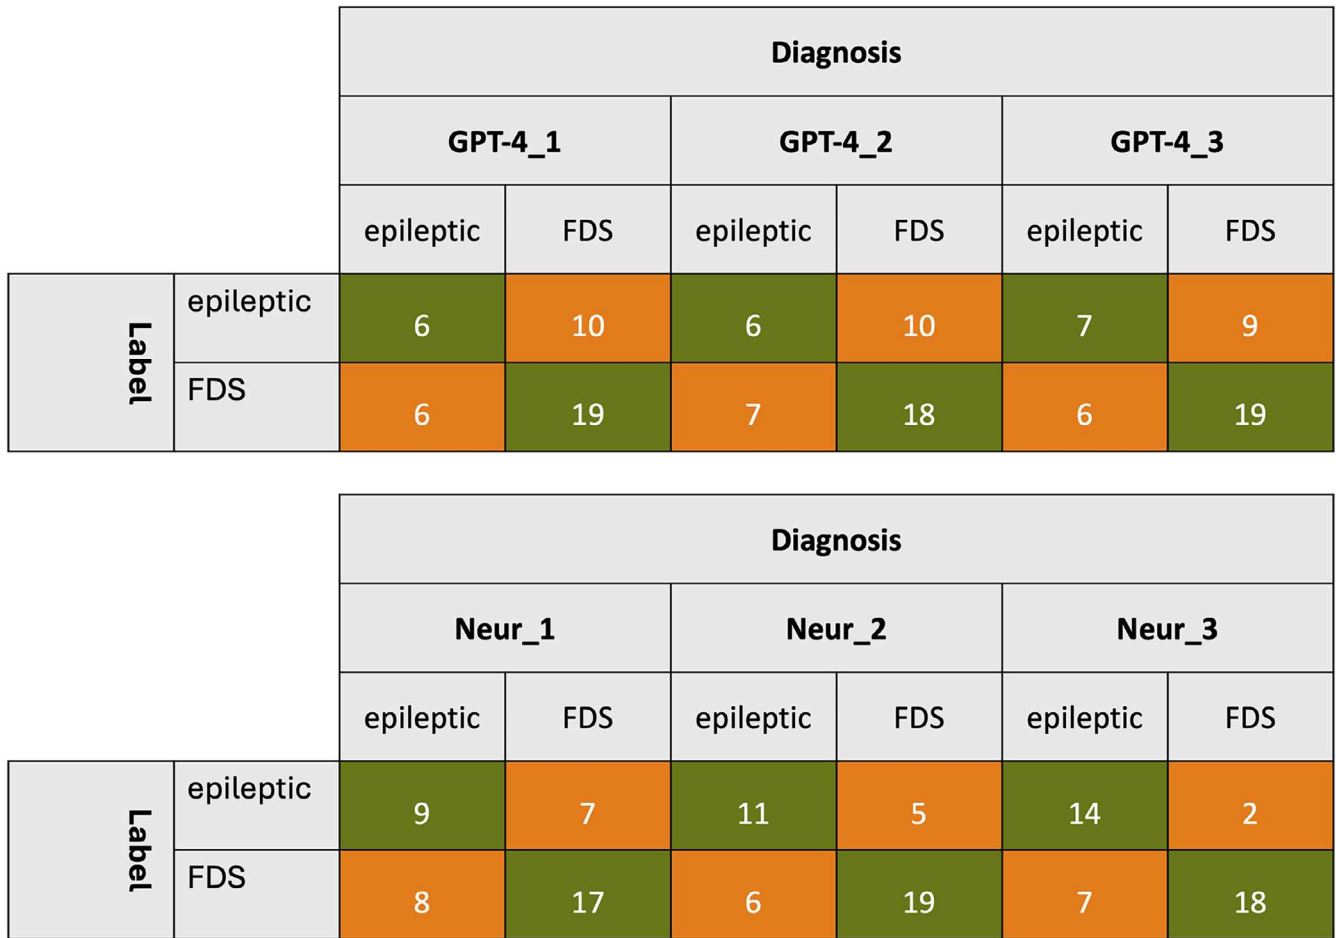 Diagnosis
GPT-4_1 GPT-4_2 GPT-4_3
epileptic FDS epileptic FDS epileptic FDS
Label
epileptic 6 10 6 10 7 9
FDS 6 19 7 18 6 19
Diagnosis
Neur_1 Neur_2 Neur_3
epileptic FDS epileptic FDS epileptic FDS
Label
epileptic 9 7 11 5 14 2
FDS 8 17 6 19 7 18